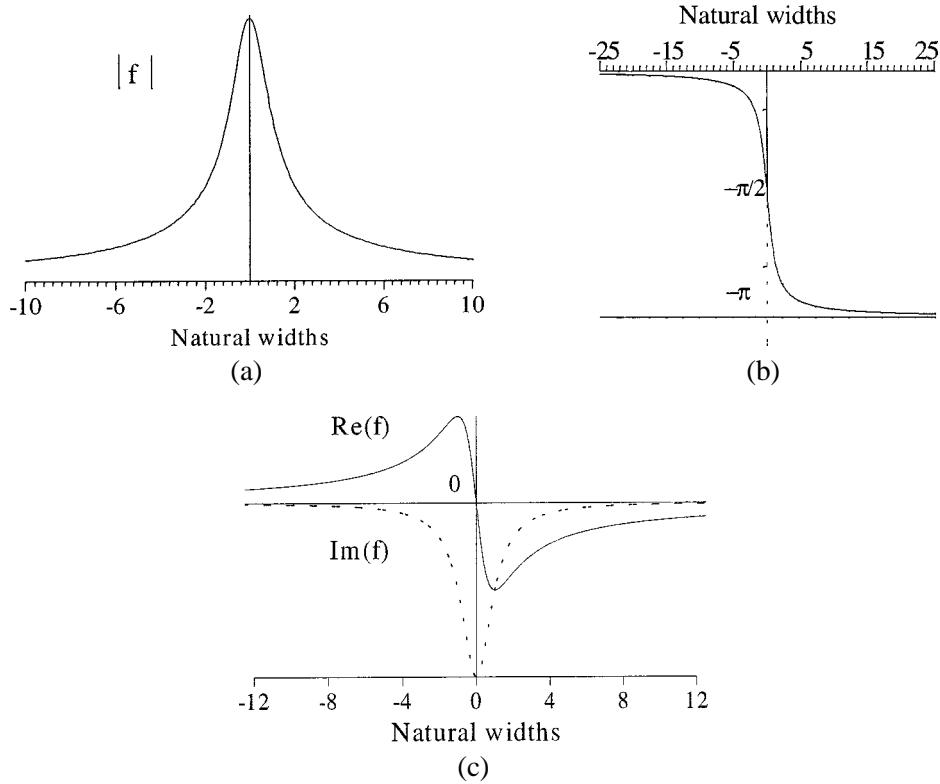 |f|
-10 -6 -2 2 6 10
Natural widths
(a)
Natural widths
-25 -15 -5 5 15 25
−π/2
−π
(b)
Re(f)
0
Im(f)
-12 -8 -4 0 4 8 12
Natural widths
(c)